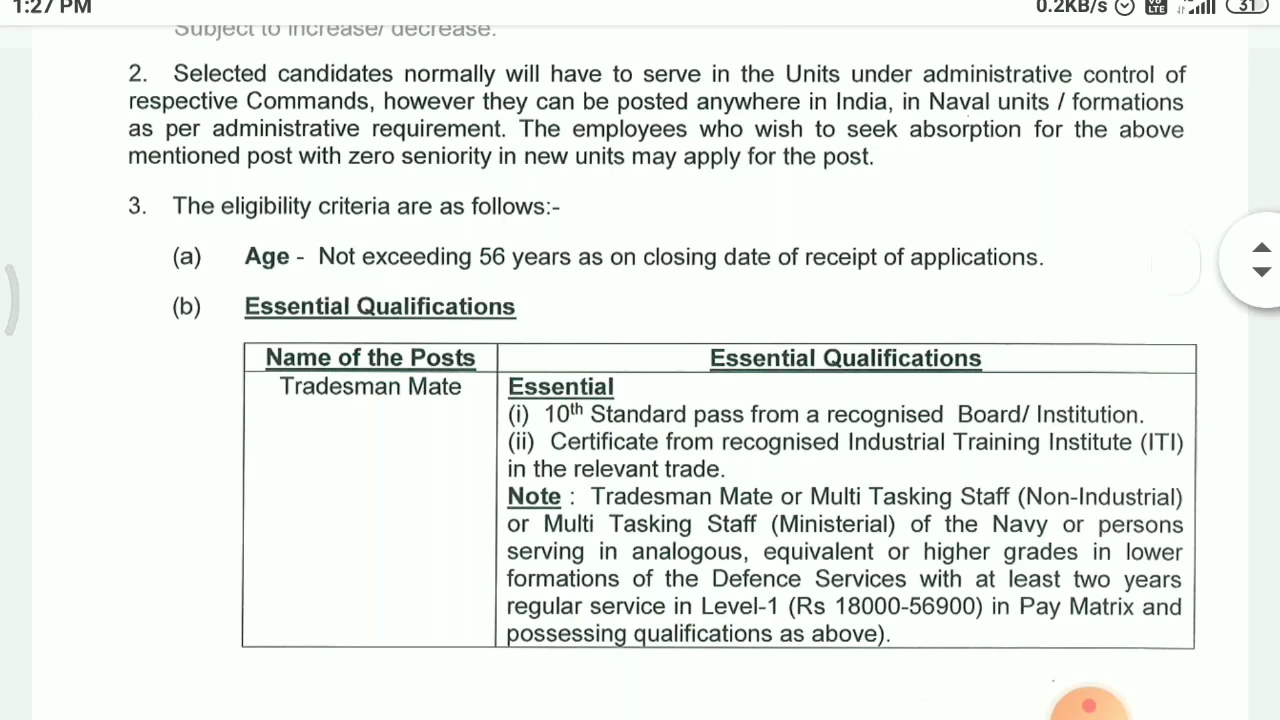 1:27 PM
0.2KB/s VO LTE 31
Subject to increase/ decrease.
2. Selected candidates normally will have to serve in the Units under administrative control of
respective Commands, however they can be posted anywhere in India, in Naval units / formations
as per administrative requirement. The employees who wish to seek absorption for the above
mentioned post with zero seniority in new units may apply for the post.
3. The eligibility criteria are as follows:-
(a) Age - Not exceeding 56 years as on closing date of receipt of applications.
(b) Essential Qualifications
Name of the Posts Essential Qualifications
Tradesman Mate Essential
(i) 10th Standard pass from a recognised Board/ Institution.
(ii) Certificate from recognised Industrial Training Institute (ITI)
in the relevant trade.
Note : Tradesman Mate or Multi Tasking Staff (Non-Industrial)
or Multi Tasking Staff (Ministerial) of the Navy or persons
serving in analogous, equivalent or higher grades in lower
formations of the Defence Services with at least two years
regular service in Level-1 (Rs 18000-56900) in Pay Matrix and
possessing qualifications as above).